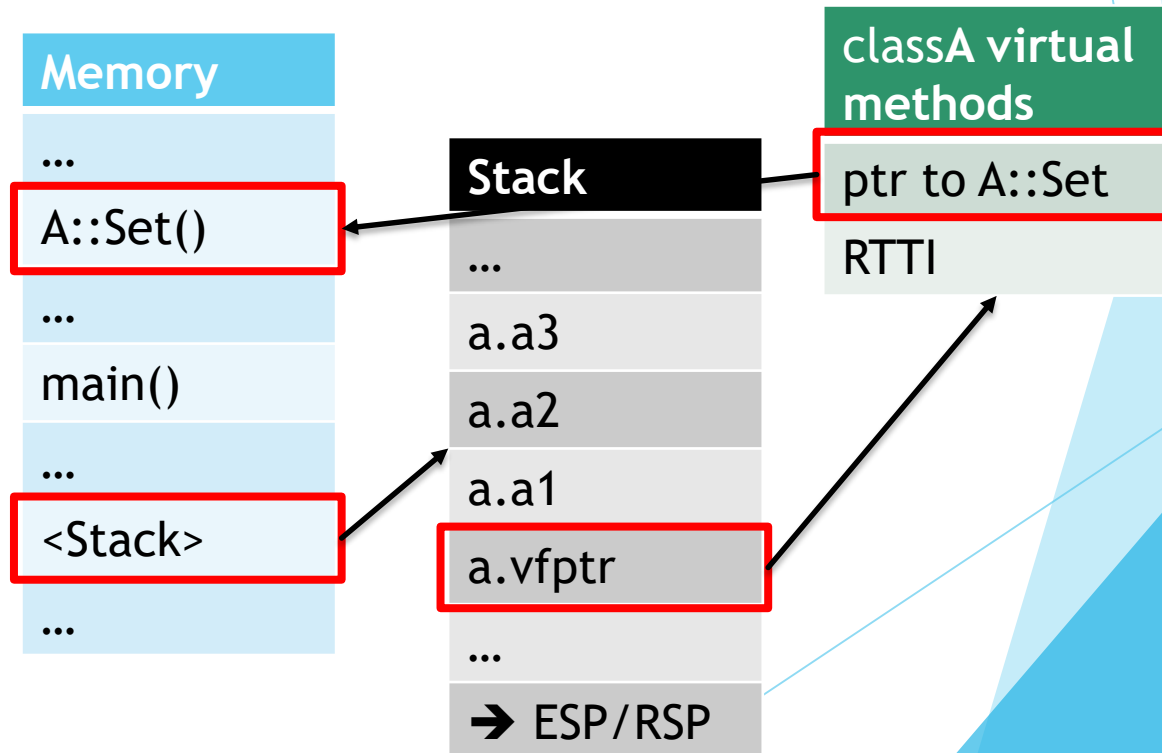 Memory
…
A::Set()
…
main()
…
<Stack>
…
Stack
…
a.a3
a.a2
a.a1
a.vfptr
…
➔ ESP/RSP
classA virtual
methods
ptr to A::Set
RTTI